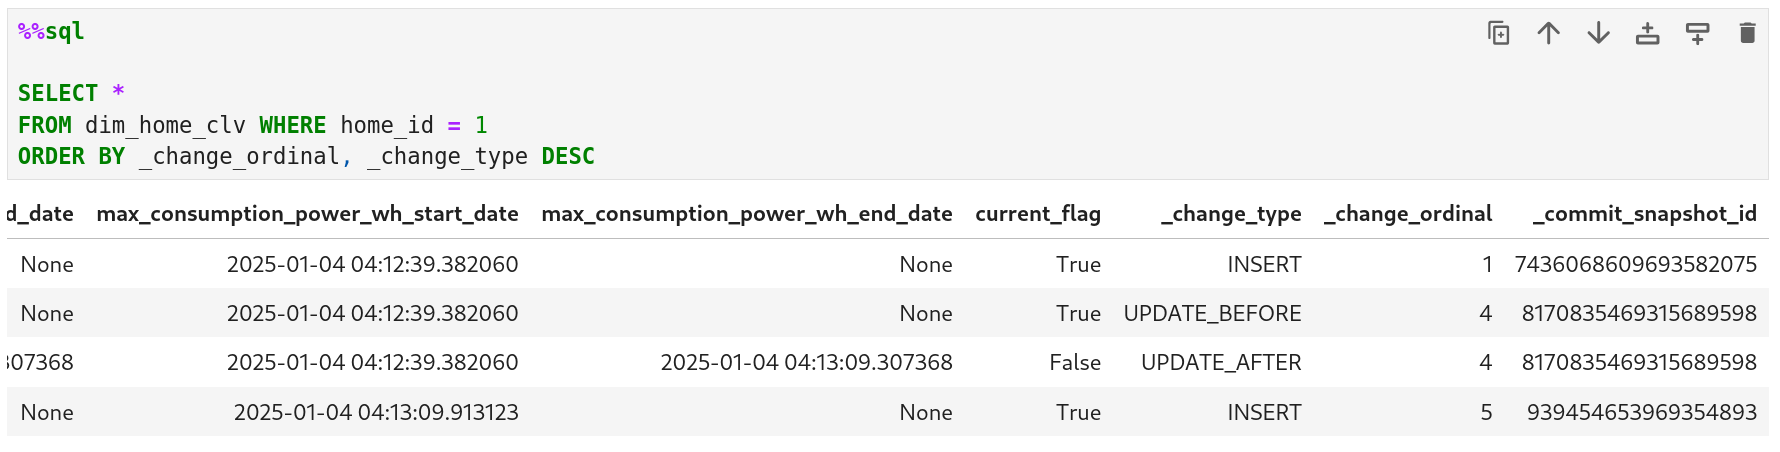 %%sql
SELECT *
FROM dim_home_clv WHERE home_id = 1
ORDER BY _change_ordinal, _change_type DESC
d_date max_consumption_power_wh_start_date max_consumption_power_wh_end_date current_flag _change_type _change_ordinal _commit_snapshot_id
None 2025-01-04 04:12:39.382060 None True INSERT 1 7436068609693582075
None 2025-01-04 04:12:39.382060 None True UPDATE_BEFORE 4 8170835469315689598
307368 2025-01-04 04:12:39.382060 2025-01-04 04:13:09.307368 False UPDATE_AFTER 4 8170835469315689598
None 2025-01-04 04:13:09.913123 None True INSERT 5 939454653969354893